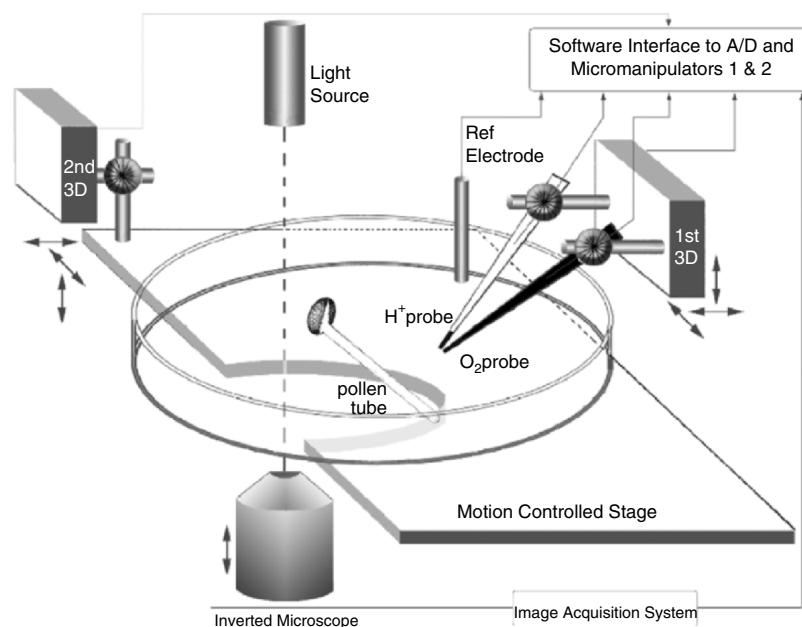 Software Interface to A/D and
Micromanipulators 1 & 2
Light
Source
Ref
Electrode
2nd
3D
1st
3D
H⁺probe
O₂probe
pollen
tube
Motion Controlled Stage
Inverted Microscope
Image Acquisition System